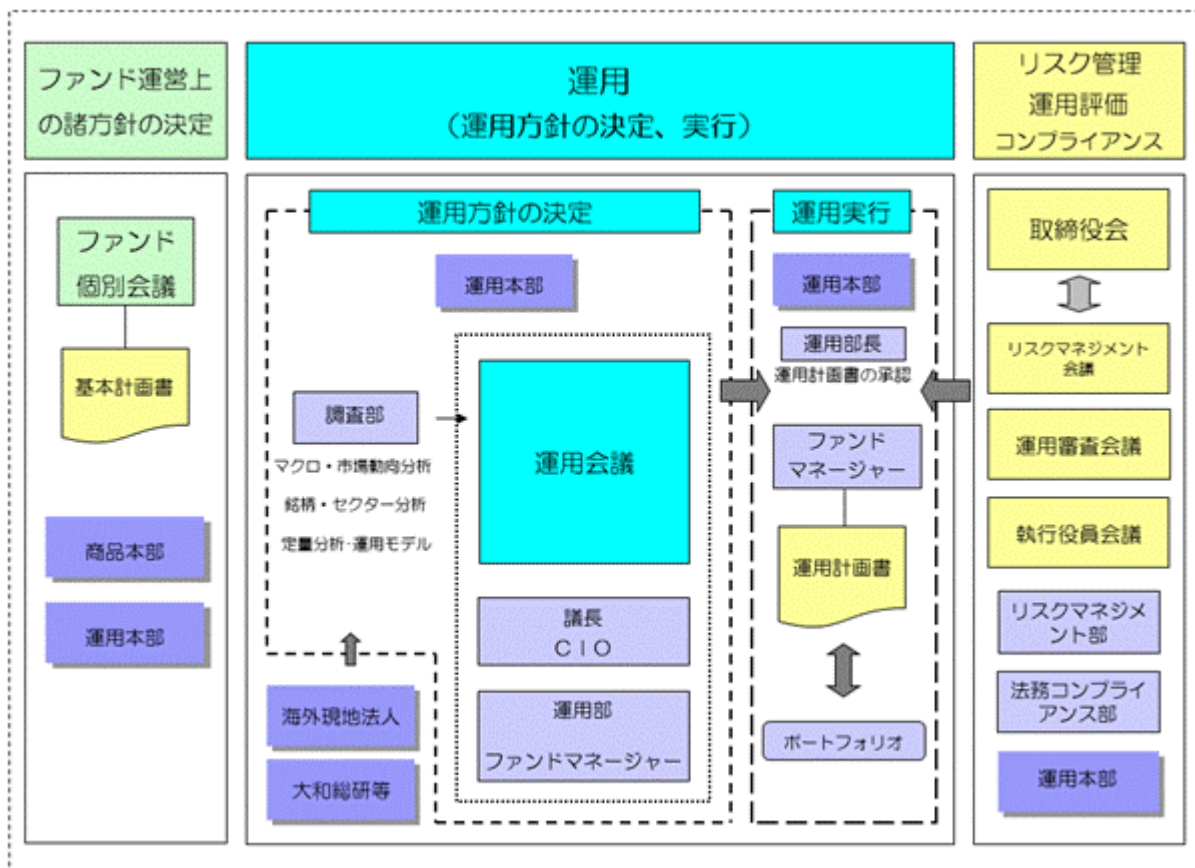 ファンド運営上
の諸方針の決定
運用
（運用方針の決定、実行）
リスク管理
運用評価
コンプライアンス
ファンド
個別会議
基本計画書
商品本部
運用本部
運用方針の決定
運用本部
調査部
マクロ・市場動向分析
銘柄・セクター分析
定量分析・運用モデル
運用会議
議長
CIO
運用部
ファンドマネージャー
海外現地法人
大和総研等
運用実行
運用本部
運用部長
運用計画書の承認
ファンド
マネージャー
運用計画書
ポートフォリオ
取締役会
リスクマネジメント
会議
運用審査会議
執行役員会議
リスクマネジメ
ント部
法務コンプライ
アンス部
運用本部